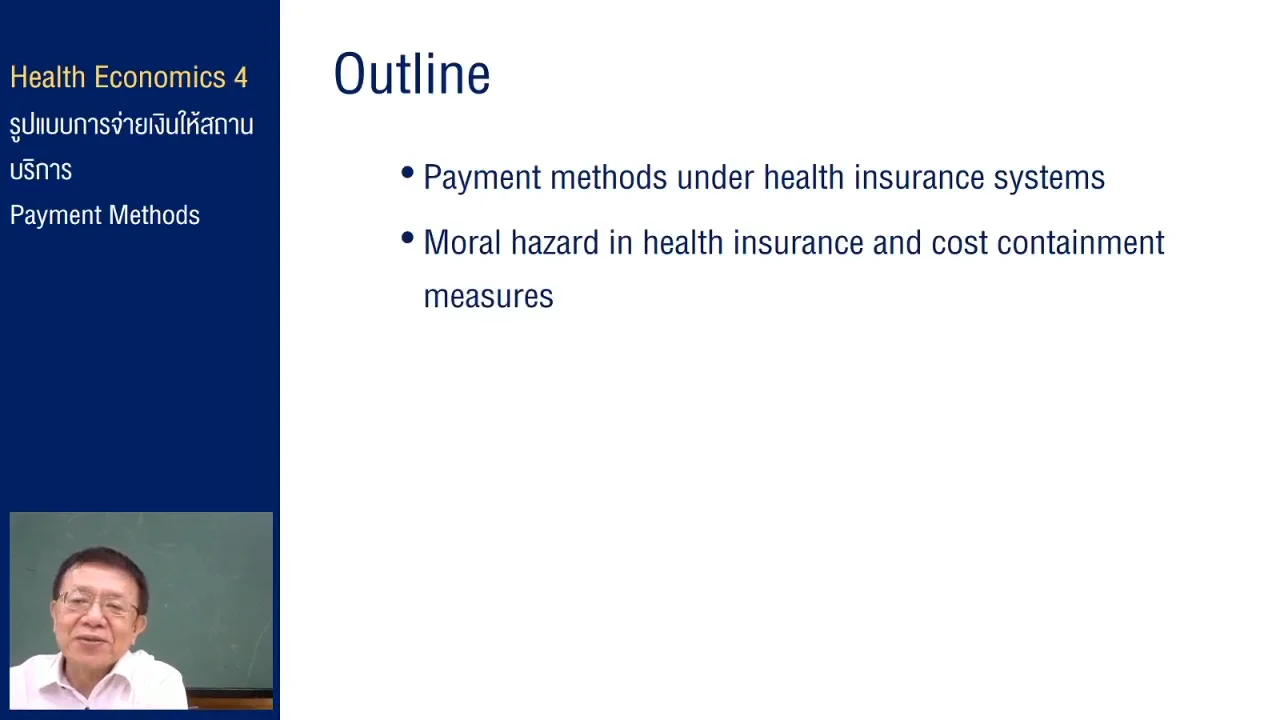 Health Economics 4
รูปแบบการจ่ายเงินให้สถาน
บริการ
Payment Methods
Outline
• Payment methods under health insurance systems
• Moral hazard in health insurance and cost containment
measures